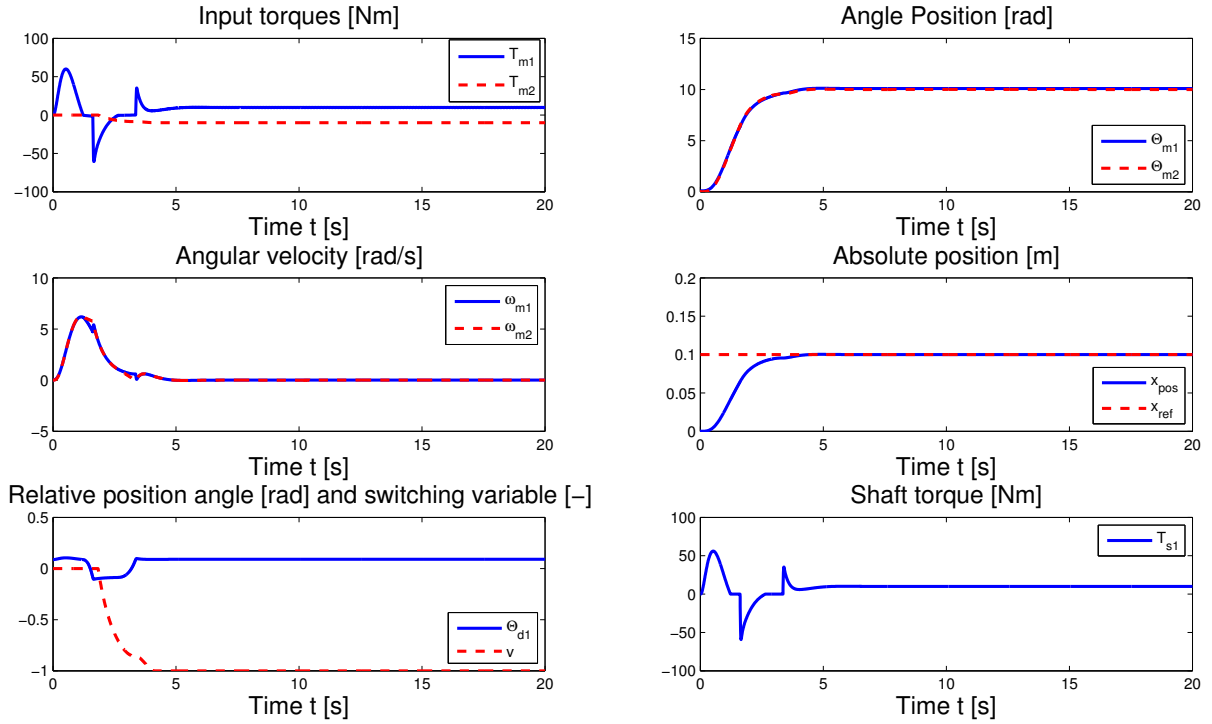 Input torques [Nm]
100
50
0
−50
−100
0
5
10
15
20
T_m1
T_m2
Time t [s]
Angle Position [rad]
15
10
5
0
0
5
10
15
20
Θ_m1
Θ_m2
Time t [s]
Angular velocity [rad/s]
10
5
0
−5
0
5
10
15
20
ω_m1
ω_m2
Time t [s]
Absolute position [m]
0.2
0.15
0.1
0.05
0
0
5
10
15
20
x_pos
x_ref
Time t [s]
Relative position angle [rad] and switching variable [−]
0.5
0
−0.5
−1
0
5
10
15
20
Θ_d1
v
Time t [s]
Shaft torque [Nm]
100
50
0
−50
−100
0
5
10
15
20
T_s1
Time t [s]